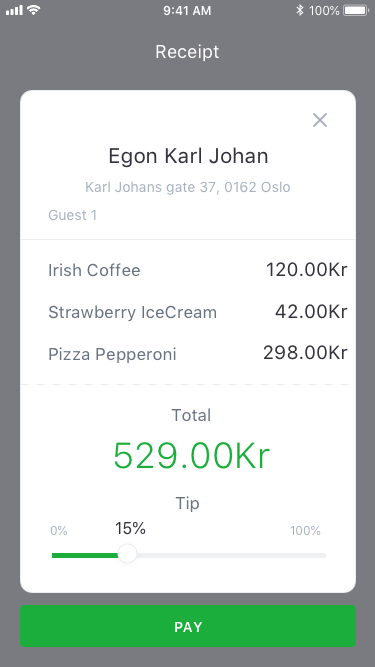 9:41 AM
100%
Receipt
Egon Karl Johan
Karl Johans gate 37, 0162 Oslo
Guest 1
Irish Coffee 120.00Kr
Strawberry IceCream 42.00Kr
Pizza Pepperoni 298.00Kr
Total
529.00Kr
Tip
0% 15% 100%
PAY